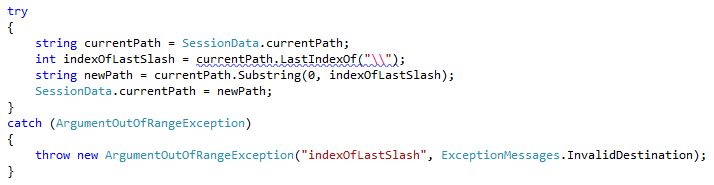 try
{
    string currentPath = SessionData.currentPath;
    int indexOfLastSlash = currentPath.LastIndexOf("\\");
    string newPath = currentPath.Substring(0, indexOfLastSlash);
    SessionData.currentPath = newPath;
}
catch (ArgumentOutOfRangeException)
{
    throw new ArgumentOutOfRangeException("indexOfLastSlash", ExceptionMessages.InvalidDestination);
}